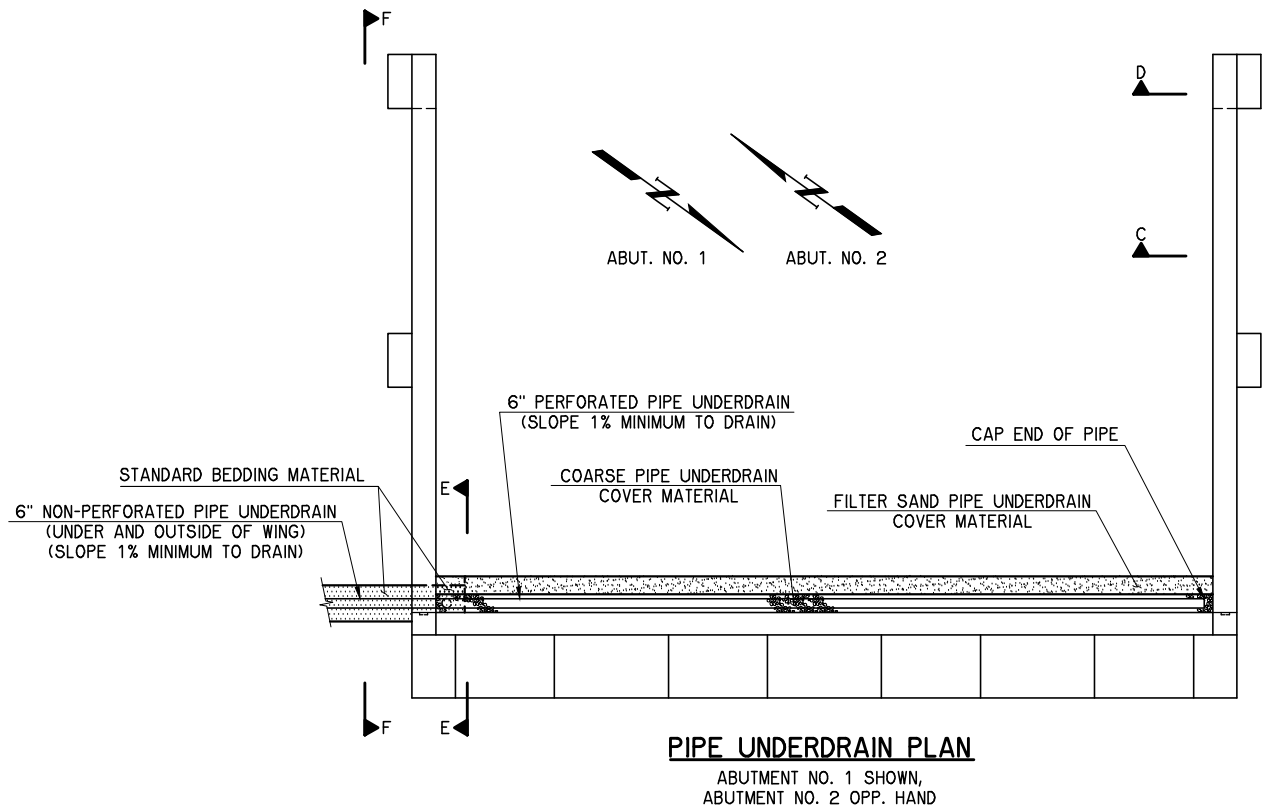 F
D
ABUT. NO. 1
ABUT. NO. 2
C
6" PERFORATED PIPE UNDERDRAIN
(SLOPE 1% MINIMUM TO DRAIN)
CAP END OF PIPE
STANDARD BEDDING MATERIAL
E
COARSE PIPE UNDERDRAIN
COVER MATERIAL
FILTER SAND PIPE UNDERDRAIN
COVER MATERIAL
6" NON-PERFORATED PIPE UNDERDRAIN
(UNDER AND OUTSIDE OF WING)
(SLOPE 1% MINIMUM TO DRAIN)
F
E
PIPE UNDERDRAIN PLAN
ABUTMENT NO. 1 SHOWN,
ABUTMENT NO. 2 OPP. HAND